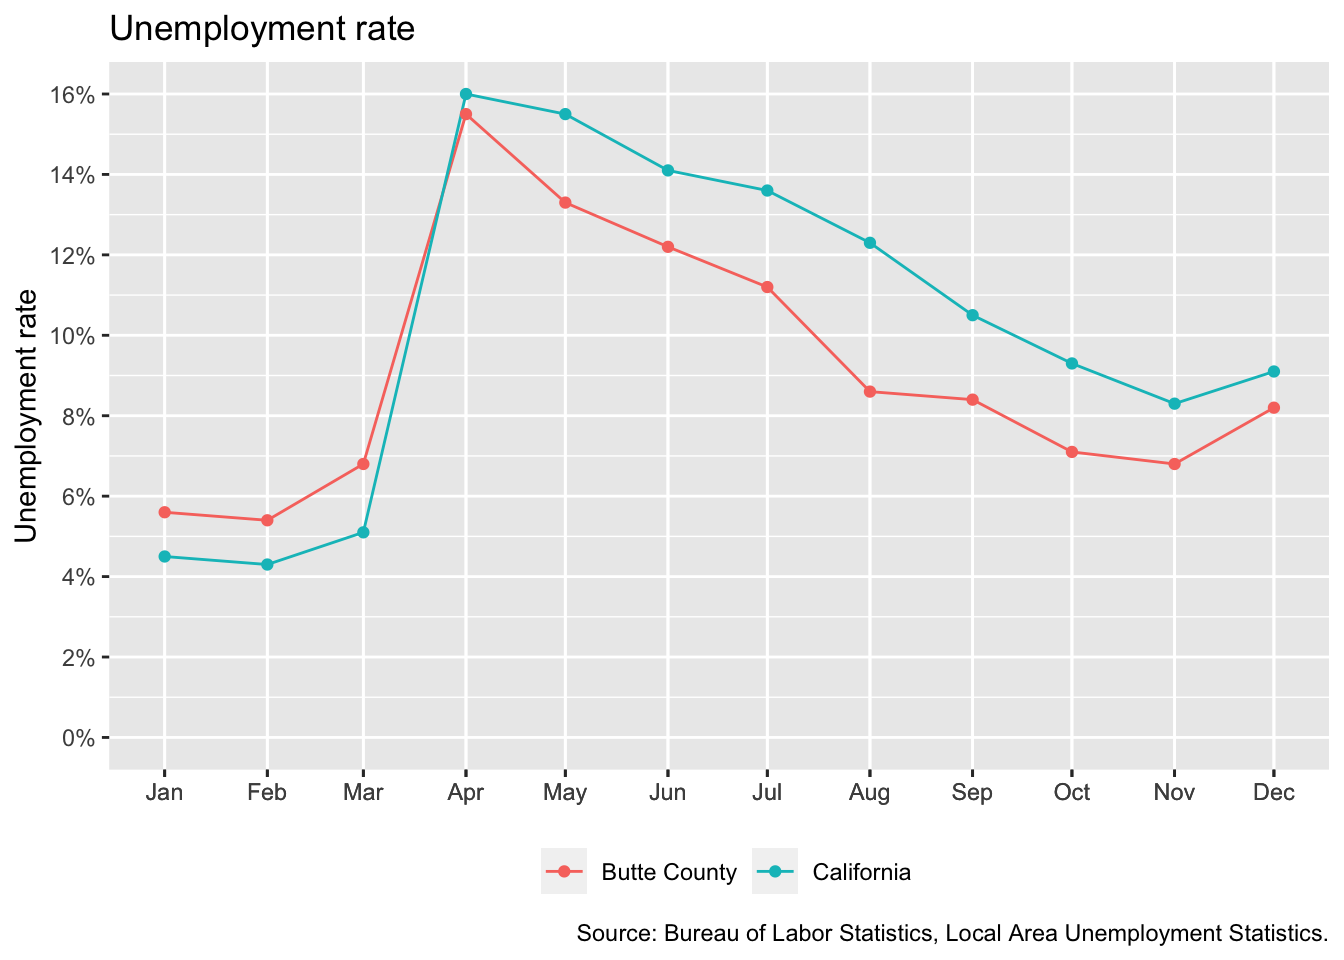 Unemployment rate
Unemployment rate
16%
14%
12%
10%
8%
6%
4%
2%
0%
Jan Feb Mar Apr May Jun Jul Aug Sep Oct Nov Dec
Butte County California
Source: Bureau of Labor Statistics, Local Area Unemployment Statistics.